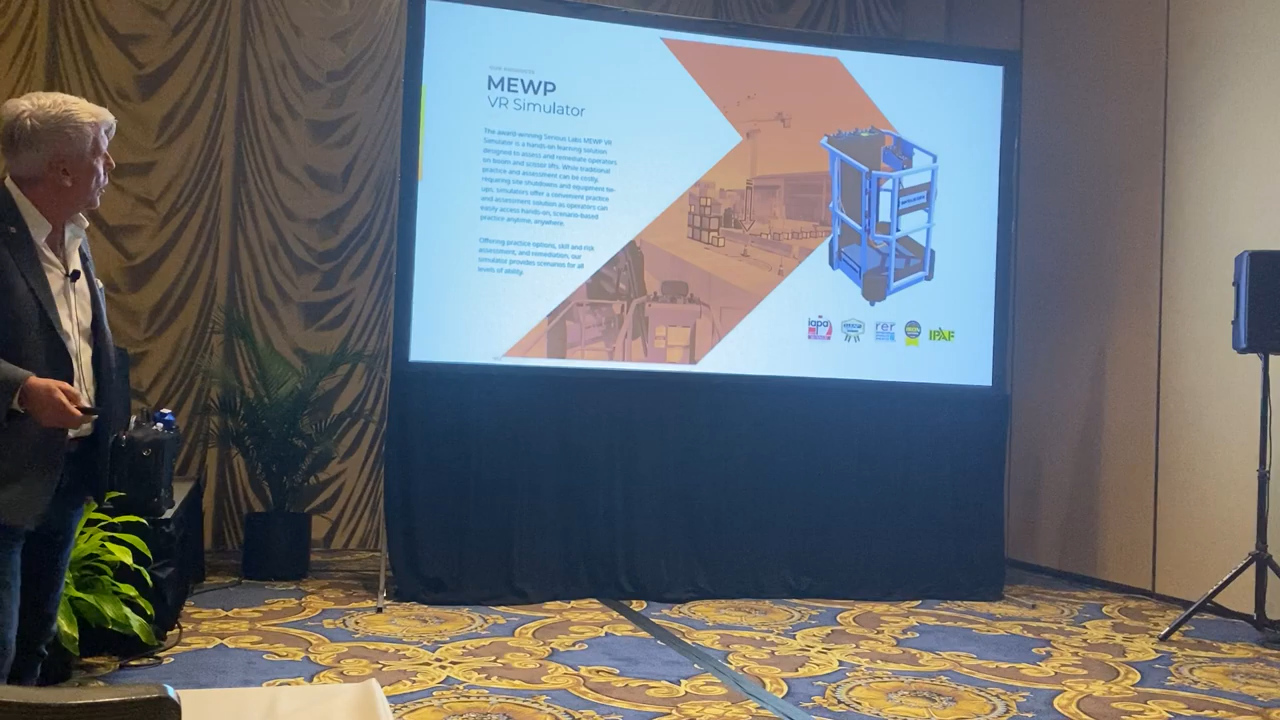 OUR PRODUCTS
MEWP
VR Simulator
The award-winning Serious Labs MEWP VR
Simulator is a hands-on learning solution
designed to assess and remediate operators
on boom and scissor lifts. While traditional
practice and assessment can be costly,
requiring site shutdowns and equipment tie-
ups, simulators offer a convenient practice
and assessment solution as operators can
easily access hands-on, scenario-based
practice anytime, anywhere.
Offering practice options, skill and risk
assessment, and remediation, our
simulator provides scenarios for all
levels of ability.
iapa
rer
IPAF